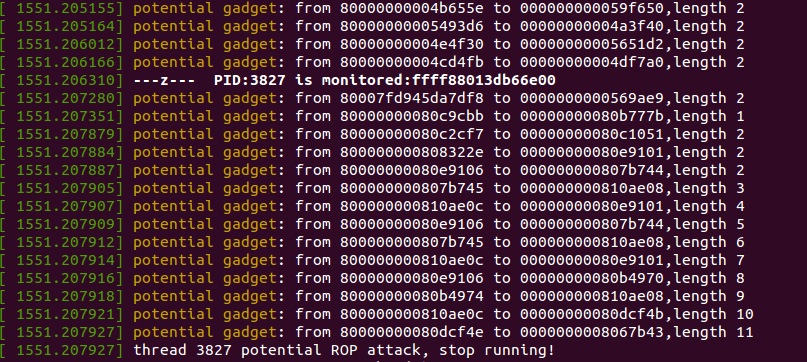 [ 1551.205155] potential gadget: from 80000000004b655e to 000000000059f650,length 2
[ 1551.205164] potential gadget: from 80000000005493d6 to 00000000004a3f40,length 2
[ 1551.206012] potential gadget: from 80000000004e4f30 to 00000000005651d2,length 2
[ 1551.206166] potential gadget: from 80000000004cd4fb to 00000000004df7a0,length 2
[ 1551.206310] ---z--- PID:3827 is monitored:ffff88013db66e00
[ 1551.207280] potential gadget: from 80007fd945da7df8 to 0000000000569ae9,length 2
[ 1551.207351] potential gadget: from 80000000080c9cbb to 00000000080b777b,length 1
[ 1551.207879] potential gadget: from 80000000080c2cf7 to 00000000080c1051,length 2
[ 1551.207884] potential gadget: from 800000000808322e to 00000000080e9101,length 2
[ 1551.207887] potential gadget: from 80000000080e9106 to 000000000807b744,length 2
[ 1551.207905] potential gadget: from 800000000807b745 to 000000000810ae08,length 3
[ 1551.207907] potential gadget: from 800000000810ae0c to 00000000080e9101,length 4
[ 1551.207909] potential gadget: from 80000000080e9106 to 000000000807b744,length 5
[ 1551.207912] potential gadget: from 800000000807b745 to 000000000810ae08,length 6
[ 1551.207914] potential gadget: from 800000000810ae0c to 00000000080e9101,length 7
[ 1551.207916] potential gadget: from 80000000080e9106 to 00000000080b4970,length 8
[ 1551.207918] potential gadget: from 80000000080b4974 to 000000000810ae08,length 9
[ 1551.207921] potential gadget: from 800000000810ae0c to 00000000080dcf4b,length 10
[ 1551.207927] potential gadget: from 80000000080dcf4e to 0000000008067b43,length 11
[ 1551.207927] thread 3827 potential ROP attack, stop running!